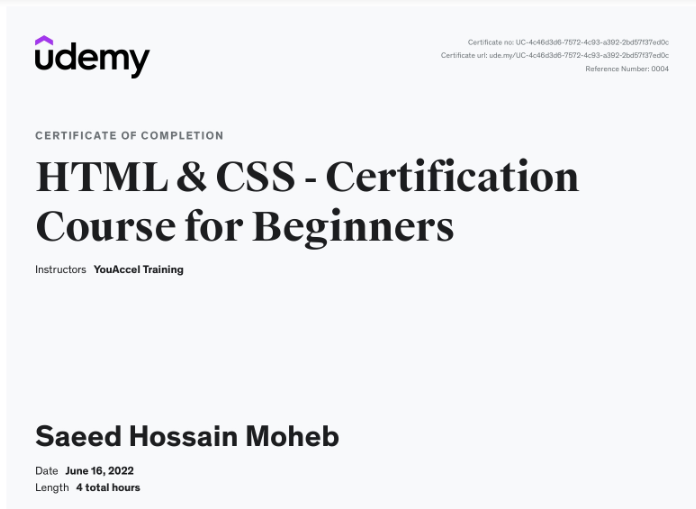 udemy
Certificate no: UC-4c46d3d6-7572-4c93-a392-2bd57f37ed0c
Certificate url: ude.my/UC-4c46d3d6-7572-4c93-a392-2bd57f37ed0c
Reference Number: 0004
CERTIFICATE OF COMPLETION
HTML & CSS - Certification
Course for Beginners
Instructors YouAccel Training
Saeed Hossain Moheb
Date June 16, 2022
Length 4 total hours